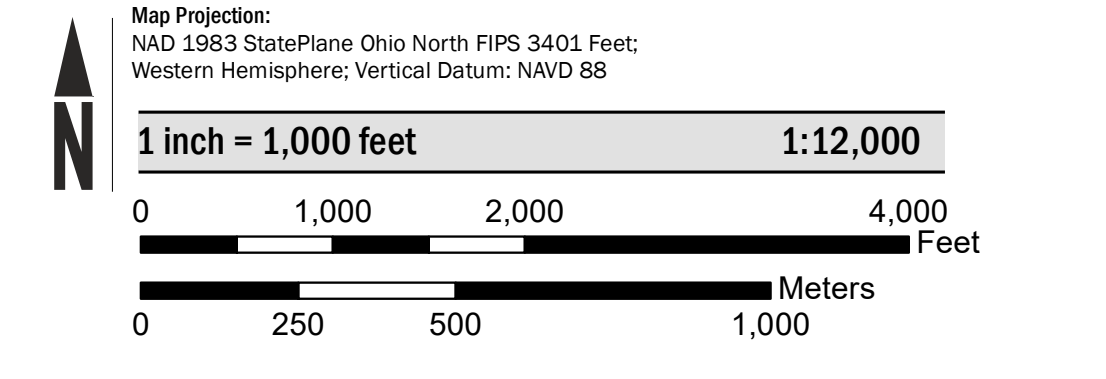 Map Projection:
NAD 1983 StatePlane Ohio North FIPS 3401 Feet;
Western Hemisphere; Vertical Datum: NAVD 88
N
1 inch = 1,000 feet 1:12,000
0 1,000 2,000 4,000
Feet
Meters
0 250 500 1,000